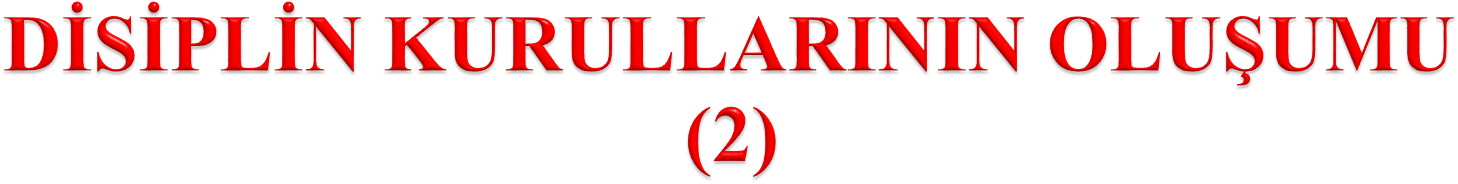 DİSİPLİN KURULLARININ OLUŞUMU
(2)